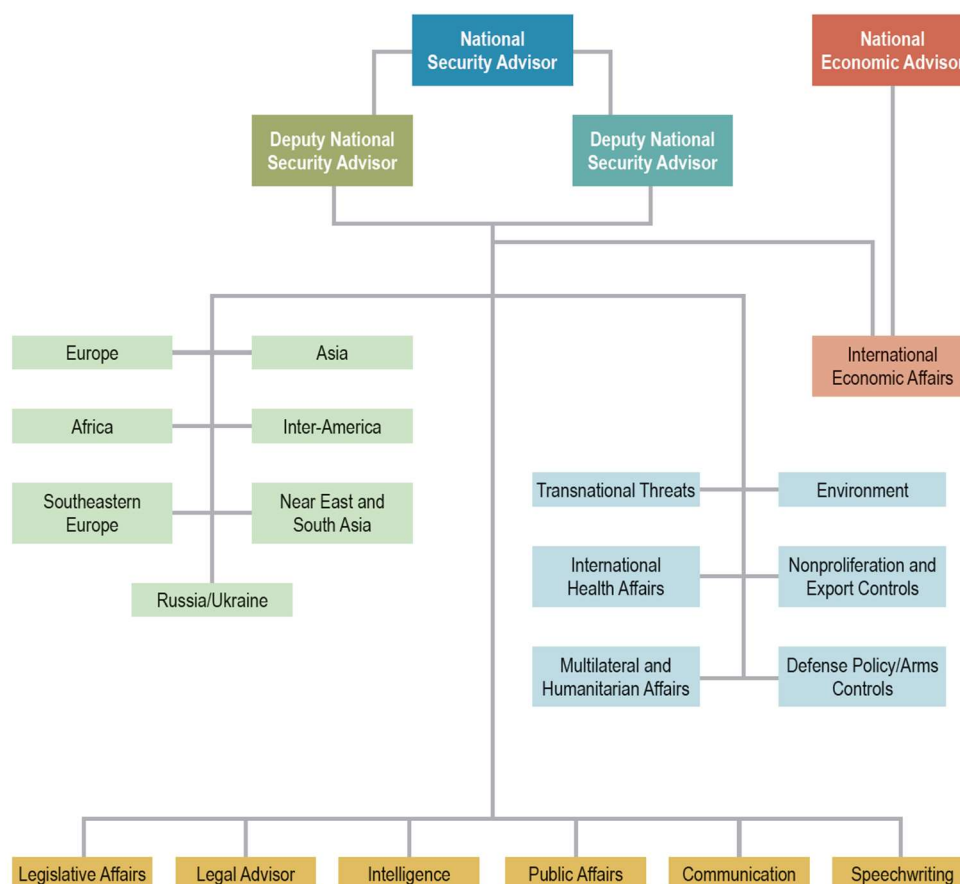 National
Security Advisor
National
Economic Advisor
Deputy National
Security Advisor
Deputy National
Security Advisor
Europe
Asia
International
Economic Affairs
Africa
Inter-America
Southeastern
Europe
Near East and
South Asia
Russia/Ukraine
Transnational Threats
Environment
International
Health Affairs
Nonproliferation and
Export Controls
Multilateral and
Humanitarian Affairs
Defense Policy/Arms
Controls
Legislative Affairs
Legal Advisor
Intelligence
Public Affairs
Communication
Speechwriting